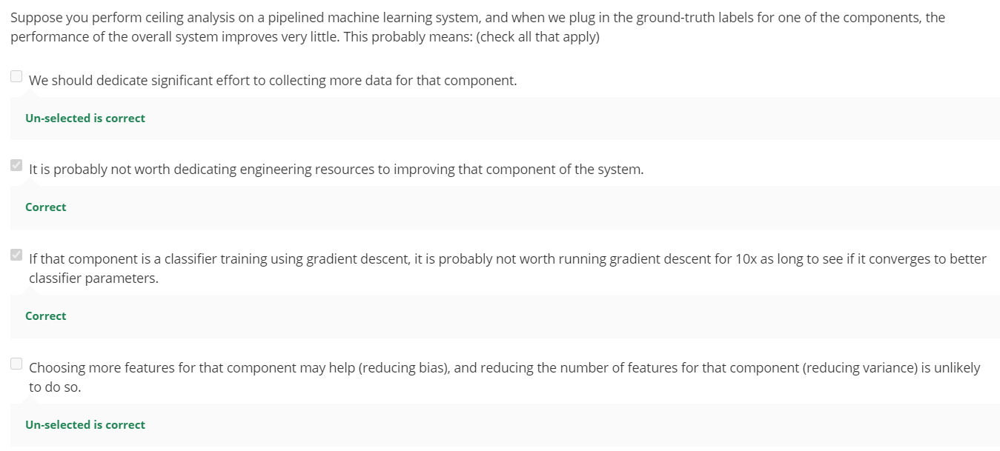 Suppose you perform ceiling analysis on a pipelined machine learning system, and when we plug in the ground-truth labels for one of the components, the
performance of the overall system improves very little. This probably means: (check all that apply)
We should dedicate significant effort to collecting more data for that component.
Un-selected is correct
It is probably not worth dedicating engineering resources to improving that component of the system.
Correct
If that component is a classifier training using gradient descent, it is probably not worth running gradient descent for 10x as long to see if it converges to better
classifier parameters.
Correct
Choosing more features for that component may help (reducing bias), and reducing the number of features for that component (reducing variance) is unlikely
to do so.
Un-selected is correct